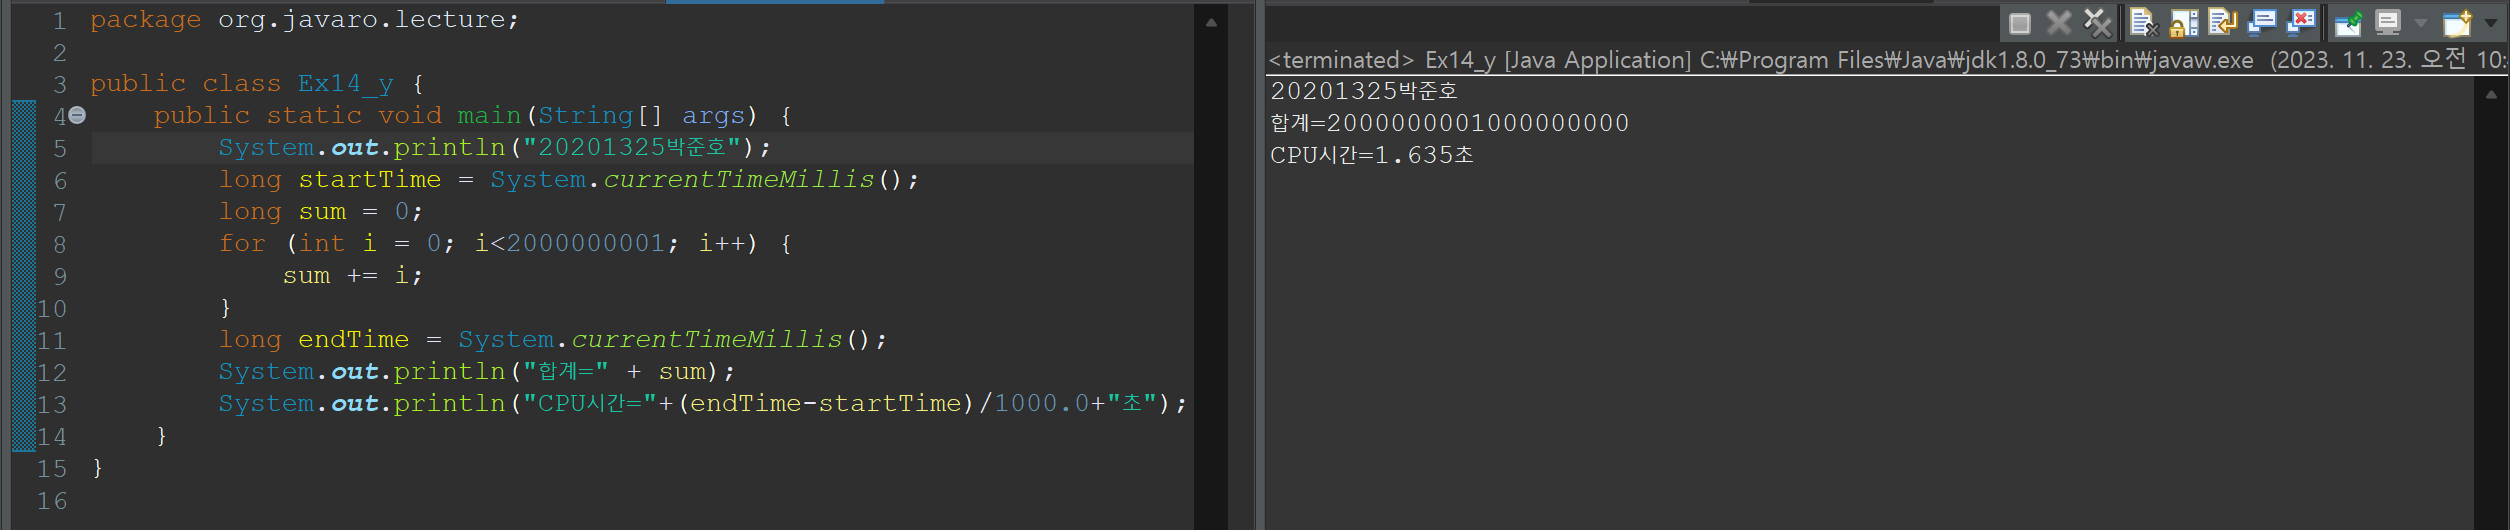 1 package org.javaro.lecture;
2
3 public class Ex14_y {
4 public static void main(String[] args) {
5 System.out.println("20201325박준호");
6 long startTime = System.currentTimeMillis();
7 long sum = 0;
8 for (int i = 0; i<2000000001; i++) {
9 sum += i;
10 }
11 long endTime = System.currentTimeMillis();
12 System.out.println("합계=" + sum);
13 System.out.println("CPU시간="+(endTime-startTime)/1000.0+"초");
14 }
15 }
16
<terminated> Ex14_y [Java Application] C:₩Program Files₩Java₩jdk1.8.0_73₩bin₩javaw.exe (2023. 11. 23. 오전 10:
20201325박준호
합계=2000000001000000000
CPU시간=1.635초